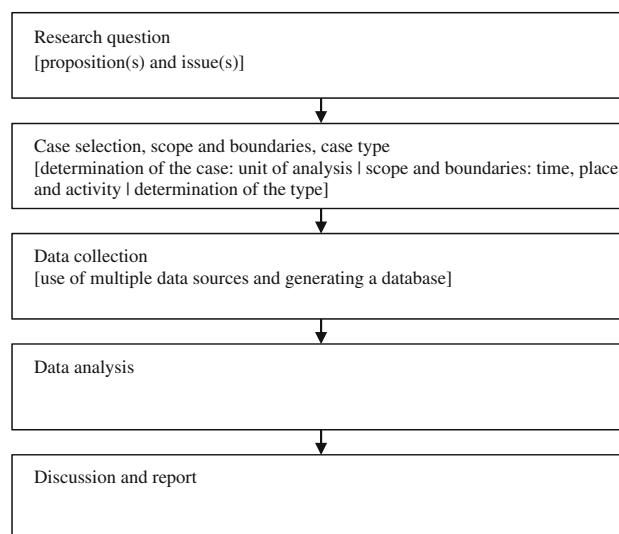 Research question
[proposition(s) and issue(s)]
Case selection, scope and boundaries, case type
[determination of the case: unit of analysis | scope and boundaries: time, place
and activity | determination of the type]
Data collection
[use of multiple data sources and generating a database]
Data analysis
Discussion and report